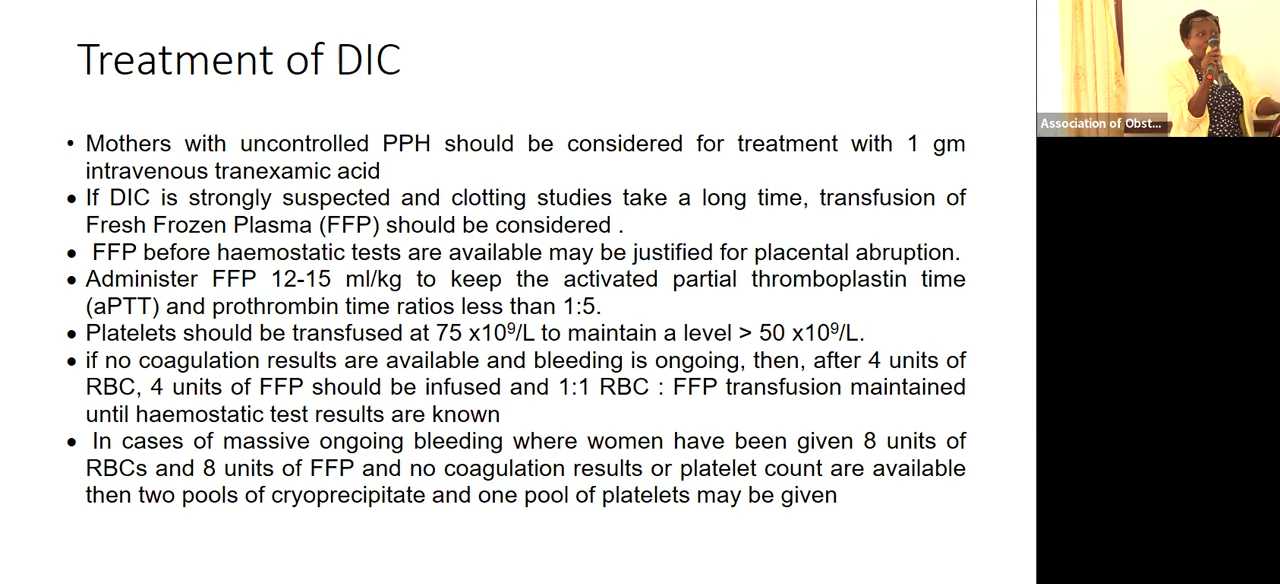 Treatment of DIC
• Mothers with uncontrolled PPH should be considered for treatment with 1 gm
intravenous tranexamic acid
• If DIC is strongly suspected and clotting studies take a long time, transfusion of
Fresh Frozen Plasma (FFP) should be considered .
• FFP before haemostatic tests are available may be justified for placental abruption.
• Administer FFP 12-15 ml/kg to keep the activated partial thromboplastin time
(aPTT) and prothrombin time ratios less than 1:5.
• Platelets should be transfused at 75 x10⁹/L to maintain a level > 50 x10⁹/L.
• if no coagulation results are available and bleeding is ongoing, then, after 4 units of
RBC, 4 units of FFP should be infused and 1:1 RBC : FFP transfusion maintained
until haemostatic test results are known
• In cases of massive ongoing bleeding where women have been given 8 units of
RBCs and 8 units of FFP and no coagulation results or platelet count are available
then two pools of cryoprecipitate and one pool of platelets may be given
Association of Obst...